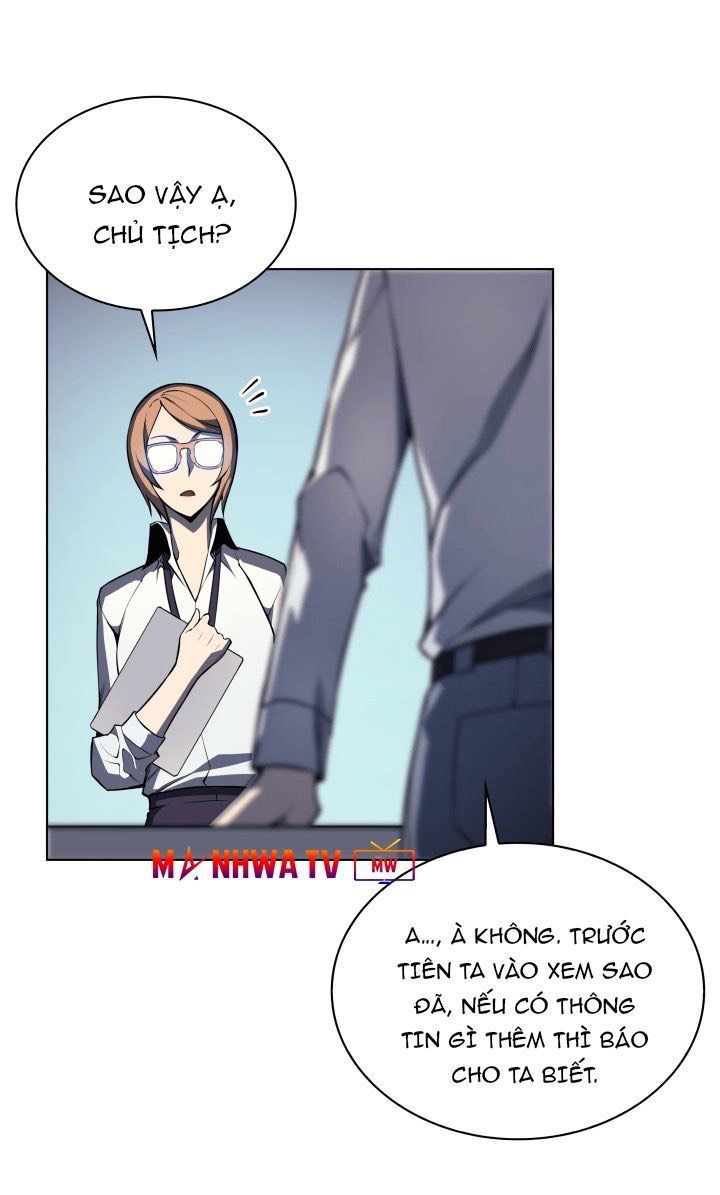 SAO VẬY Ạ,
CHỦ TỊCH?
MANHWA TV
MW
A..., À KHÔNG. TRƯỚC
TIÊN TA VÀO XEM SAO
ĐÃ, NẾU CÓ THÔNG
TIN GÌ THÊM THÌ BÁO
CHO TA BIẾT.